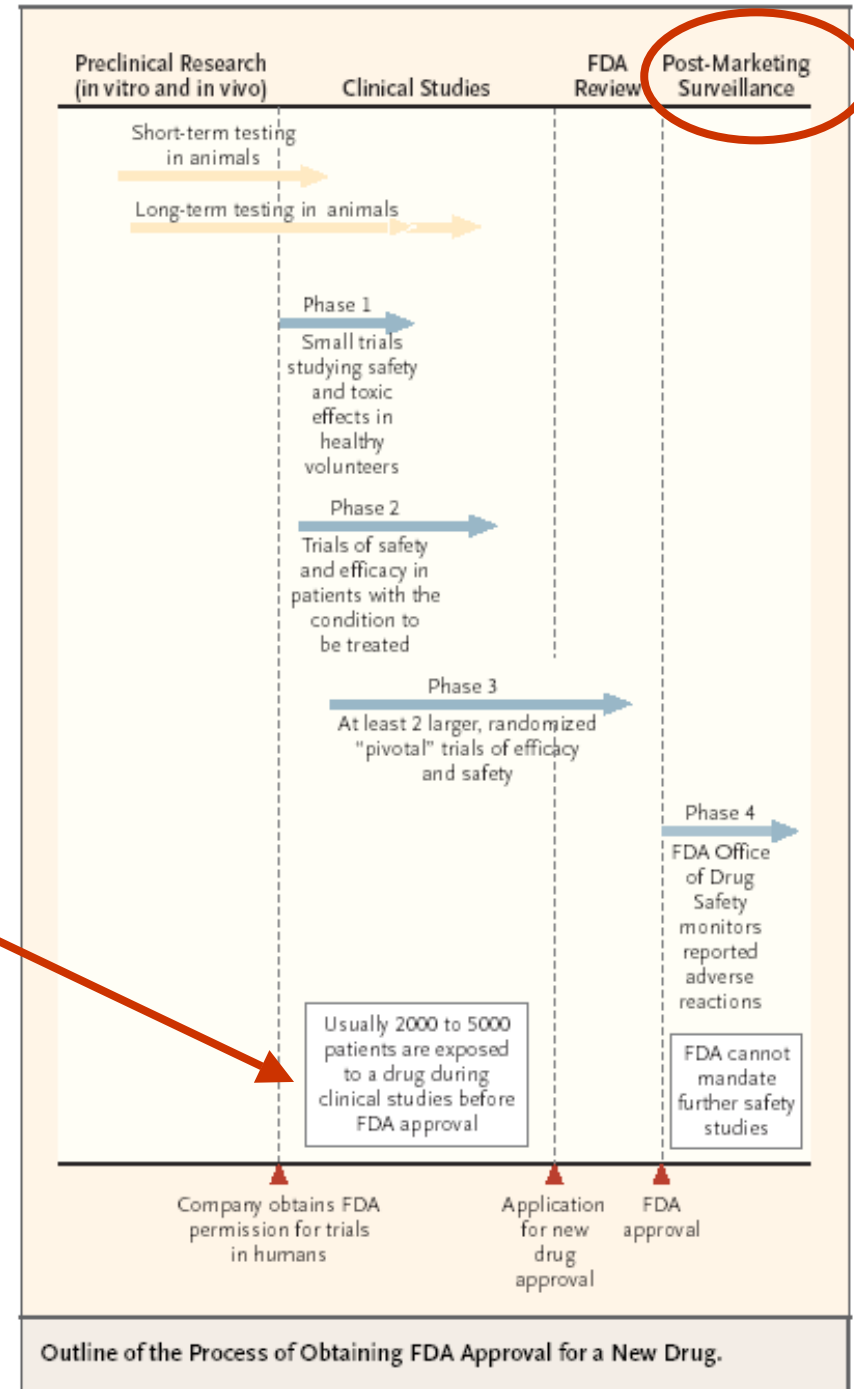 Preclinical Research
(in vitro and in vivo)
Clinical Studies
FDA
Review
Post-Marketing
Surveillance
Short-term testing
in animals
Long-term testing in animals
Phase 1
Small trials
studying safety
and toxic
effects in
healthy
volunteers
Phase 2
Trials of safety
and efficacy in
patients with the
condition to
be treated
Phase 3
At least 2 larger, randomized
"pivotal" trials of efficacy
and safety
Phase 4
FDA Office
of Drug
Safety
monitors
reported
adverse
reactions
Usually 2000 to 5000
patients are exposed
to a drug during
clinical studies before
FDA approval
FDA cannot
mandate
further safety
studies
Company obtains FDA
permission for trials
in humans
Application
for new
drug
approval
FDA
approval
Outline of the Process of Obtaining FDA Approval for a New Drug.